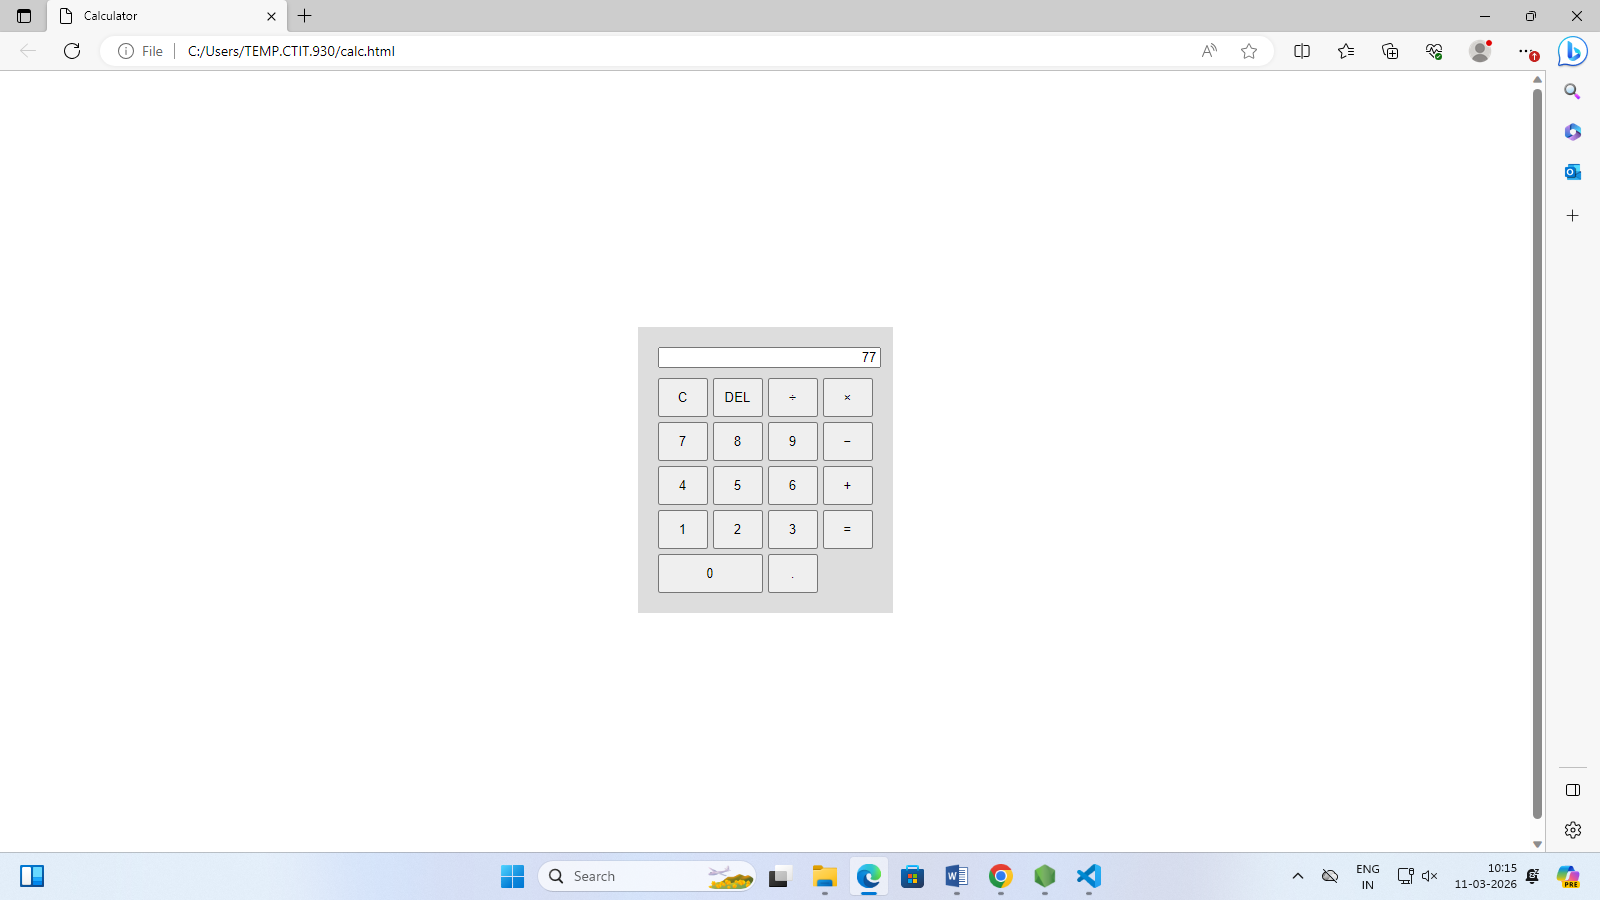 Calculator
File
C:/Users/TEMP.CTIT.930/calc.html
77
C DEL ÷ ×
7 8 9 −
4 5 6 +
1 2 3 =
0 .
Search
ENG
IN
10:15
11-03-2026
PRE